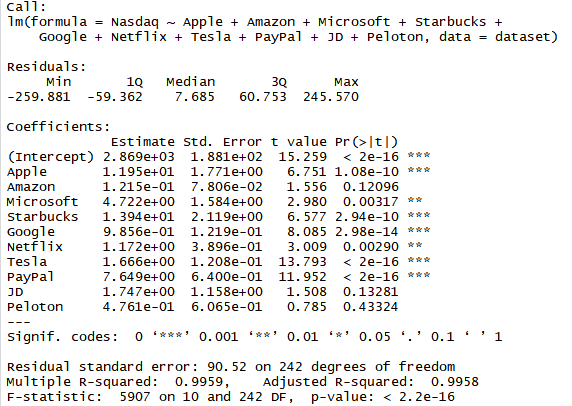 Call:
lm(formula = Nasdaq ~ Apple + Amazon + Microsoft + Starbucks +
    Google + Netflix + Tesla + PayPal + JD + Peloton, data = dataset)
Residuals:
     Min       1Q   Median       3Q      Max
-259.881  -59.362    7.685   60.753  245.570
Coefficients:
             Estimate Std. Error t value Pr(>|t|)
(Intercept) 2.869e+03  1.881e+02  15.259  < 2e-16 ***
Apple       1.195e+01  1.771e+00   6.751 1.08e-10 ***
Amazon      1.215e-01  7.806e-02   1.556  0.12096
Microsoft   4.722e+00  1.584e+00   2.980  0.00317 **
Starbucks   1.394e+01  2.119e+00   6.577 2.94e-10 ***
Google      9.856e-01  1.219e-01   8.085 2.98e-14 ***
Netflix     1.172e+00  3.896e-01   3.009  0.00290 **
Tesla       1.666e+00  1.208e-01  13.793  < 2e-16 ***
PayPal      7.649e+00  6.400e-01  11.952  < 2e-16 ***
JD          1.747e+00  1.158e+00   1.508  0.13281
Peloton     4.761e-01  6.065e-01   0.785  0.43324
---
Signif. codes:  0 ‘***’ 0.001 ‘**’ 0.01 ‘*’ 0.05 ‘.’ 0.1 ‘ ’ 1
Residual standard error: 90.52 on 242 degrees of freedom
Multiple R-squared:  0.9959,    Adjusted R-squared:  0.9958
F-statistic:  5907 on 10 and 242 DF,  p-value: < 2.2e-16